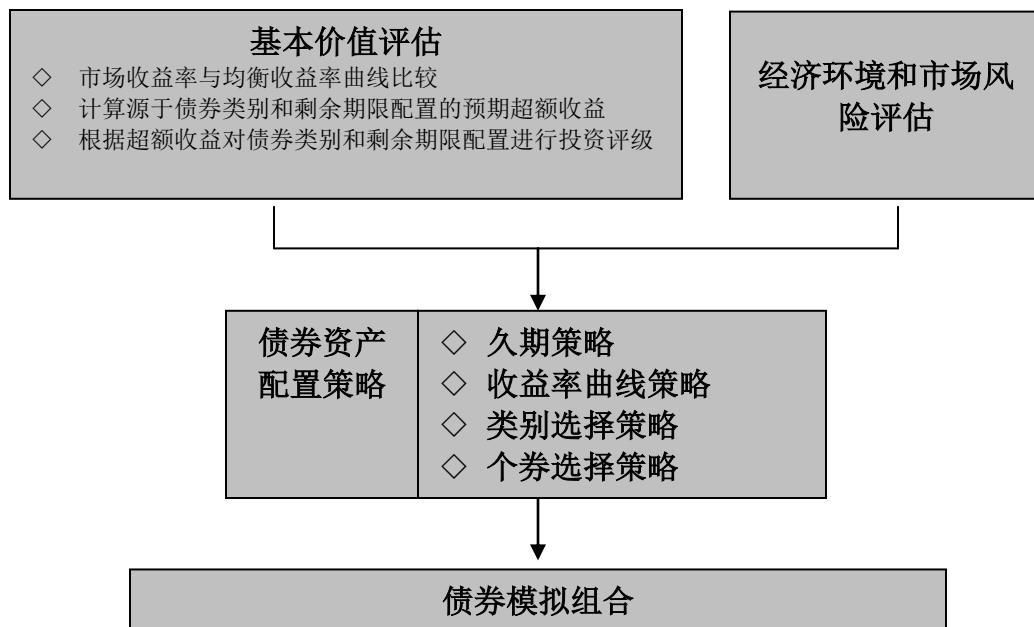 基本价值评估
◇ 市场收益率与均衡收益率曲线比较
◇ 计算源于债券类别和剩余期限配置的预期超额收益
◇ 根据超额收益对债券类别和剩余期限配置进行投资评级
经济环境和市场风
险评估
债券资产
配置策略
◇ 久期策略
◇ 收益率曲线策略
◇ 类别选择策略
◇ 个券选择策略
债券模拟组合